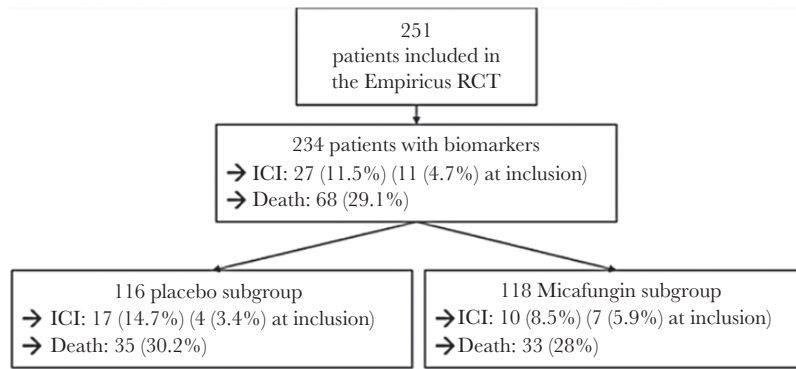 251
patients included in
the Empiricus RCT
234 patients with biomarkers
→ ICI: 27 (11.5%) (11 (4.7%) at inclusion)
→ Death: 68 (29.1%)
116 placebo subgroup
→ ICI: 17 (14.7%) (4 (3.4%) at inclusion)
→ Death: 35 (30.2%)
118 Micafungin subgroup
→ICI: 10 (8.5%) (7 (5.9%) at inclusion)
→Death: 33 (28%)